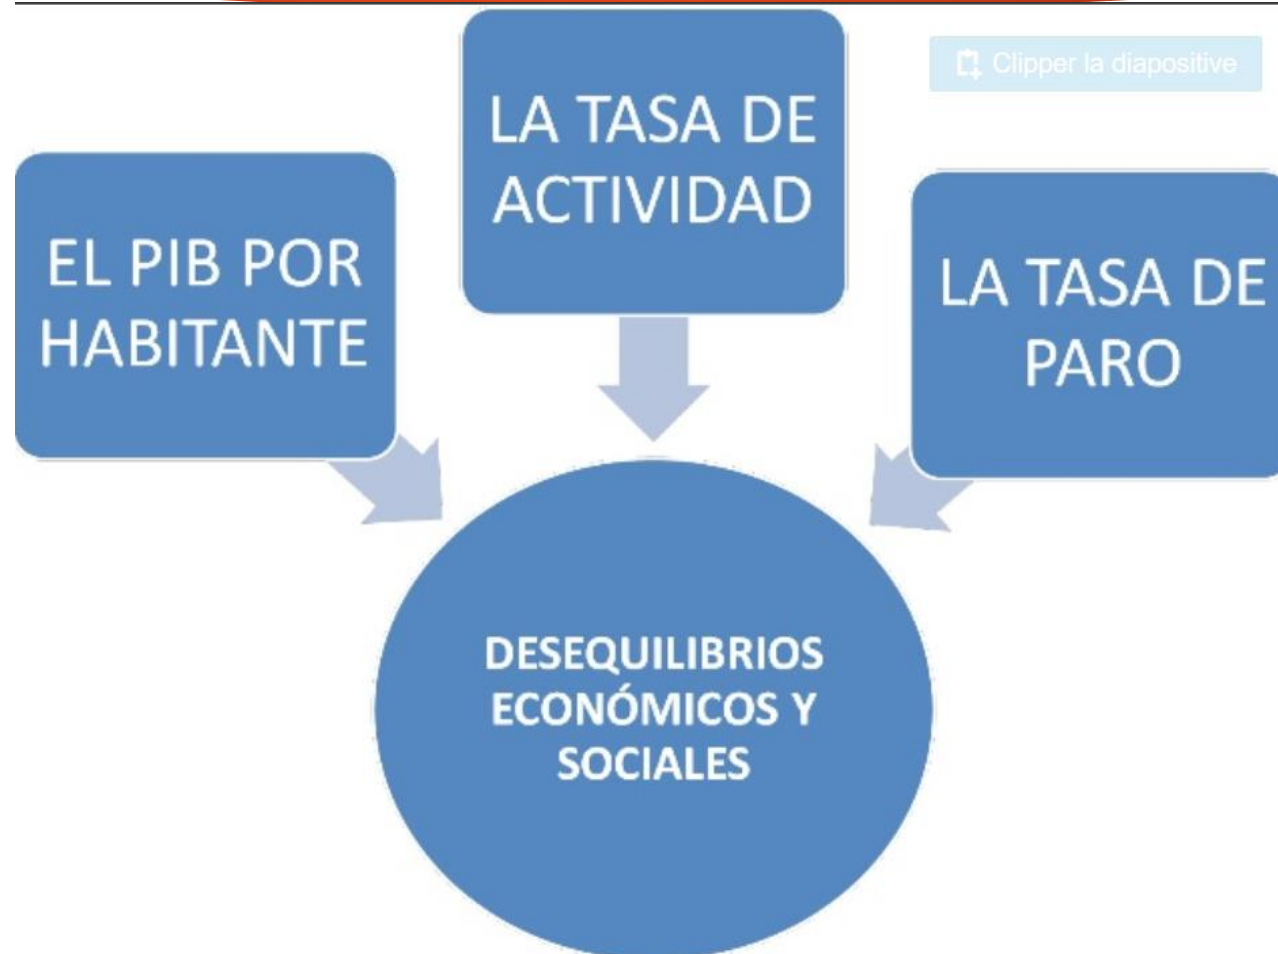 Clipper la diapositive
EL PIB POR
HABITANTE
LA TASA DE
ACTIVIDAD
LA TASA DE
PARO
DESEQUILIBRIOS
ECONÓMICOS Y
SOCIALES